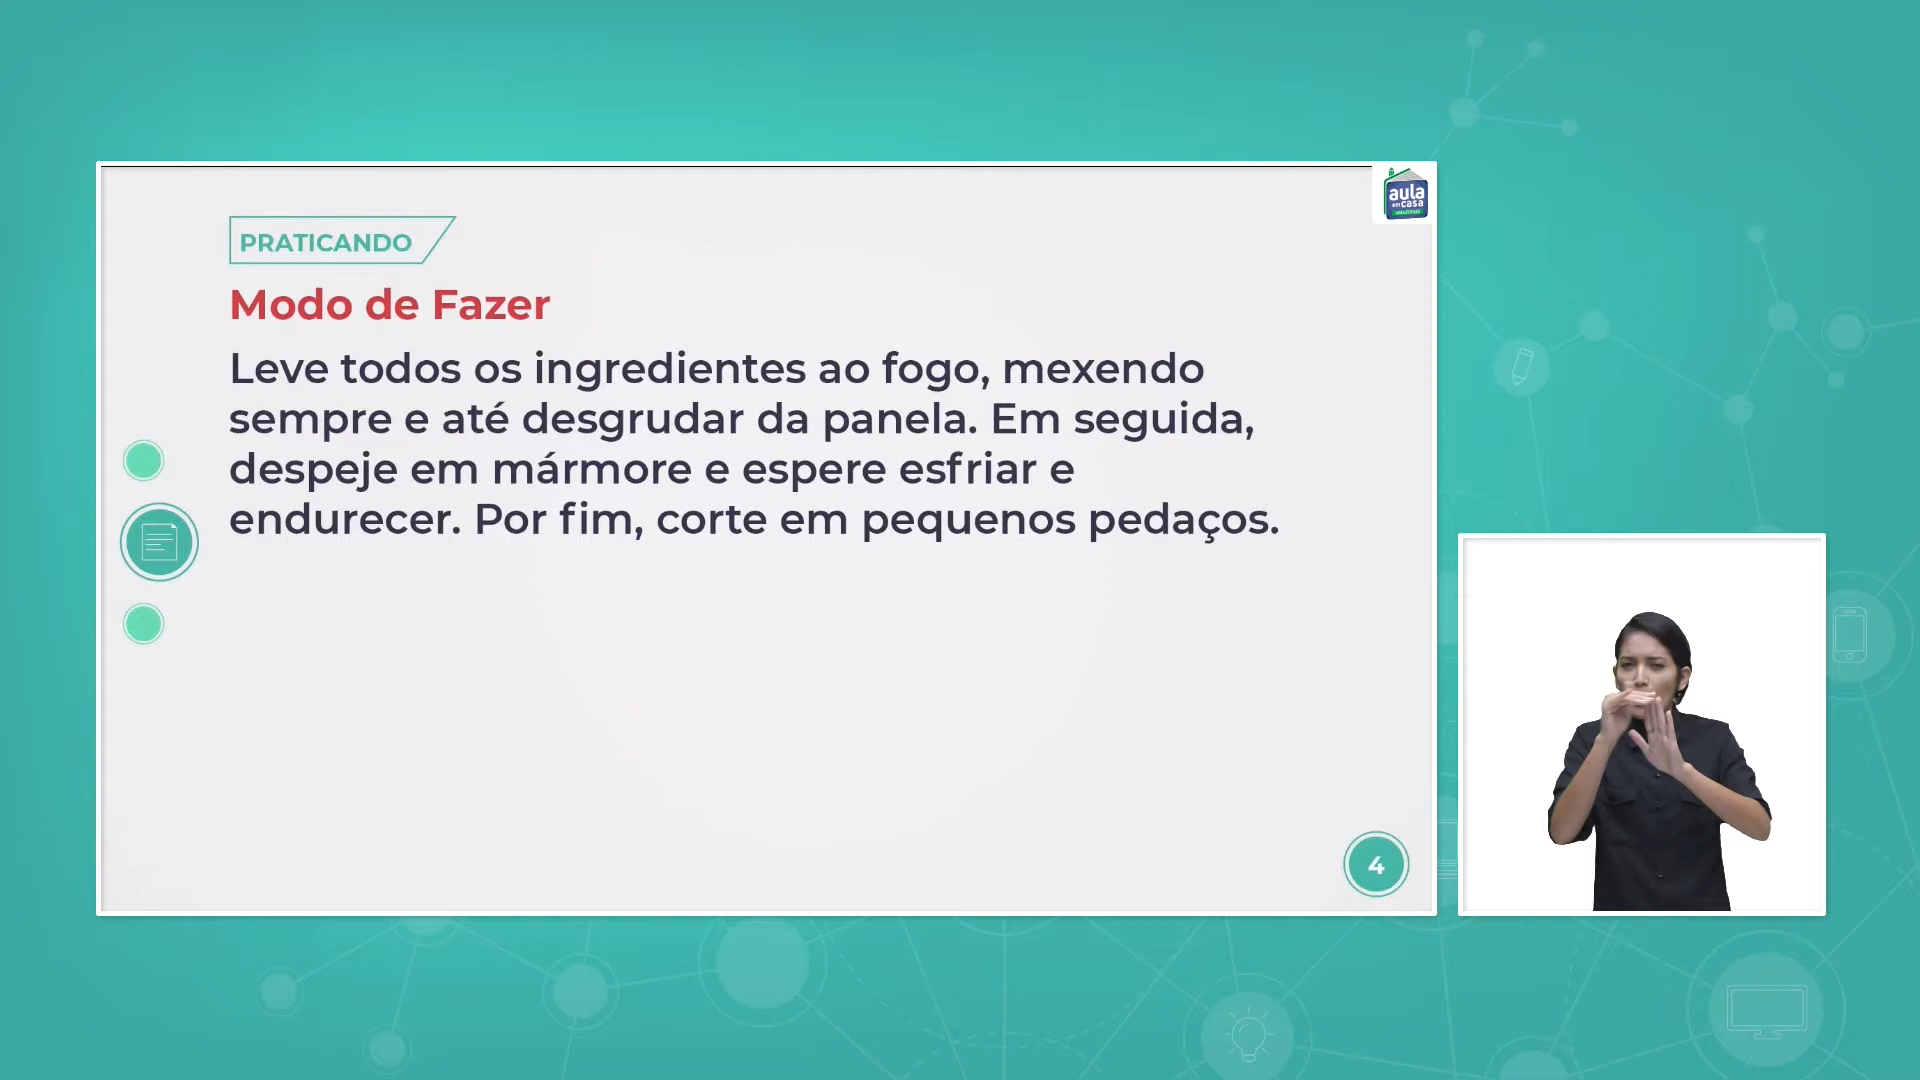 aula
em casa
AMAZONAS
PRATICANDO
Modo de Fazer
Leve todos os ingredientes ao fogo, mexendo
sempre e até desgrudar da panela. Em seguida,
despeje em mármore e espere esfriar e
endurecer. Por fim, corte em pequenos pedaços.
4